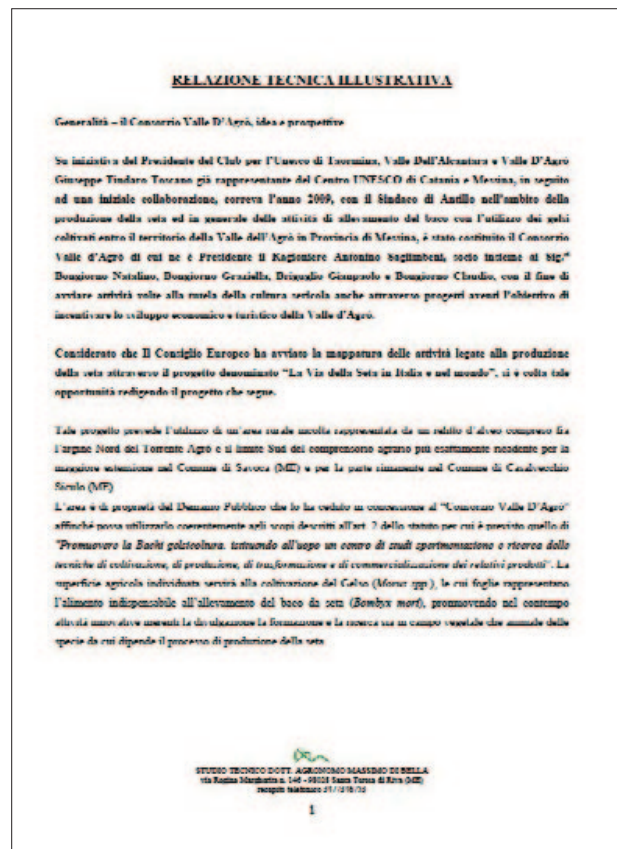 RELAZIONE TECNICA ILLUSTRATIVA
Generalità – il Consorzio Valle D'Agrò, idea e prospettive
Su iniziativa del Presidente del Club per l'Unesco di Taormina, Valle Dell'Alcantara e Valle D'Agrò
Giuseppe Tindaro Toscano già rappresentante del Centro UNESCO di Catania e Messina, in seguito
ad una iniziale collaborazione, correva l'anno 2009, con il Sindaco di Antillo nell'ambito della
produzione della seta ed in generale delle attività di allevamento del baco con l'utilizzo dei gelsi
coltivati entro il territorio della Valle dell'Agrò in Provincia di Messina, è stato costituito il Consorzio
Valle d'Agrò di cui ne è Presidente il Ragioniere Antonino Saglimbeni, socio insieme ai Sig.ri
Bongiorno Natalino, Bongiorno Graziella, Briguglio Gianpaolo e Bongiorno Claudio, con il fine di
avviare attività volte alla tutela della cultura sericola anche attraverso progetti aventi l'obiettivo di
incentivare lo sviluppo economico e turistico della Valle d'Agrò.
Considerato che Il Consiglio Europeo ha avviato la mappatura delle attività legate alla produzione
della seta attraverso il progetto denominato “La Via della Seta in Italia e nel mondo”, si è colta tale
opportunità redigendo il progetto che segue.
Tale progetto prevede l'utilizzo di un'area rurale incolta rappresentata da un relitto d'alveo compreso fra
l'argine Nord del Torrente Agrò e il limite Sud del comprensorio agrario più esattamente ricadente per la
maggiore estensione nel Comune di Savoca (ME) e per la parte rimanente nel Comune di Casalvecchio
Siculo (ME)
L'area è di proprietà del Demanio Pubblico che lo ha ceduto in concessione al “Consorzio Valle D'Agrò”
affinché possa utilizzarlo coerentemente agli scopi descritti all'art. 2 dello statuto per cui è previsto quello di
"Promuovere la Bachi gelsicoltura, istituendo all'uopo un centro di studi sperimentazione o ricerca delle
tecniche di coltivazione, di produzione, di trasformazione e di commercializzazione dei relativi prodotti". La
superficie agricola individuata servirà alla coltivazione del Gelso (Morus spp.), le cui foglie rappresentano
l'alimento indispensabile all'allevamento del baco da seta (Bombyx mori), promuovendo nel contempo
attività innovative inerenti la divulgazione la formazione e la ricerca sia in campo vegetale che animale delle
specie da cui dipende il processo di produzione della seta
STUDIO TECNICO DOTT. AGRONOMO MASSIMO DI BELLA
via Regina Margherita n. 146 - 98028 Santa Teresa di Riva (ME)
recapito telefonico
1